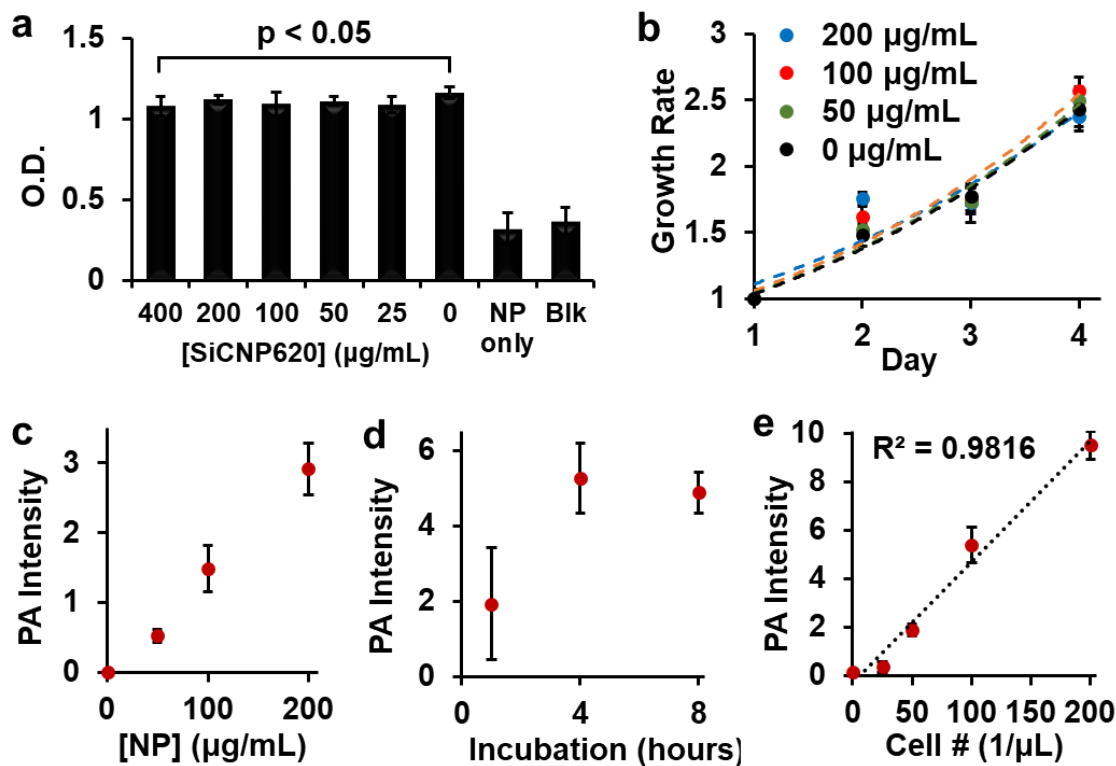 a
p < 0.05
O.D.
1.5
1
0.5
0
400 200 100 50 25 0 NP only Blk
[SiCNP620] (µg/mL)
b
200 µg/mL
100 µg/mL
50 µg/mL
0 µg/mL
Growth Rate
3
2.5
2
1.5
1
1 2 3 4
Day
c
PA Intensity
3
2
1
0
0 100 200
[NP] (µg/mL)
d
PA Intensity
6
4
2
0
0 4 8
Incubation (hours)
e
R² = 0.9816
PA Intensity
10
8
6
4
2
0
0 50 100 150 200
Cell # (1/µL)